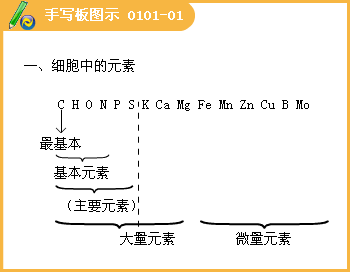 手写板图示 0101-01
一、细胞中的元素
C H O N P S K Ca Mg Fe Mn Zn Cu B Mo
最基本
基本元素
（主要元素）
大量元素 微量元素